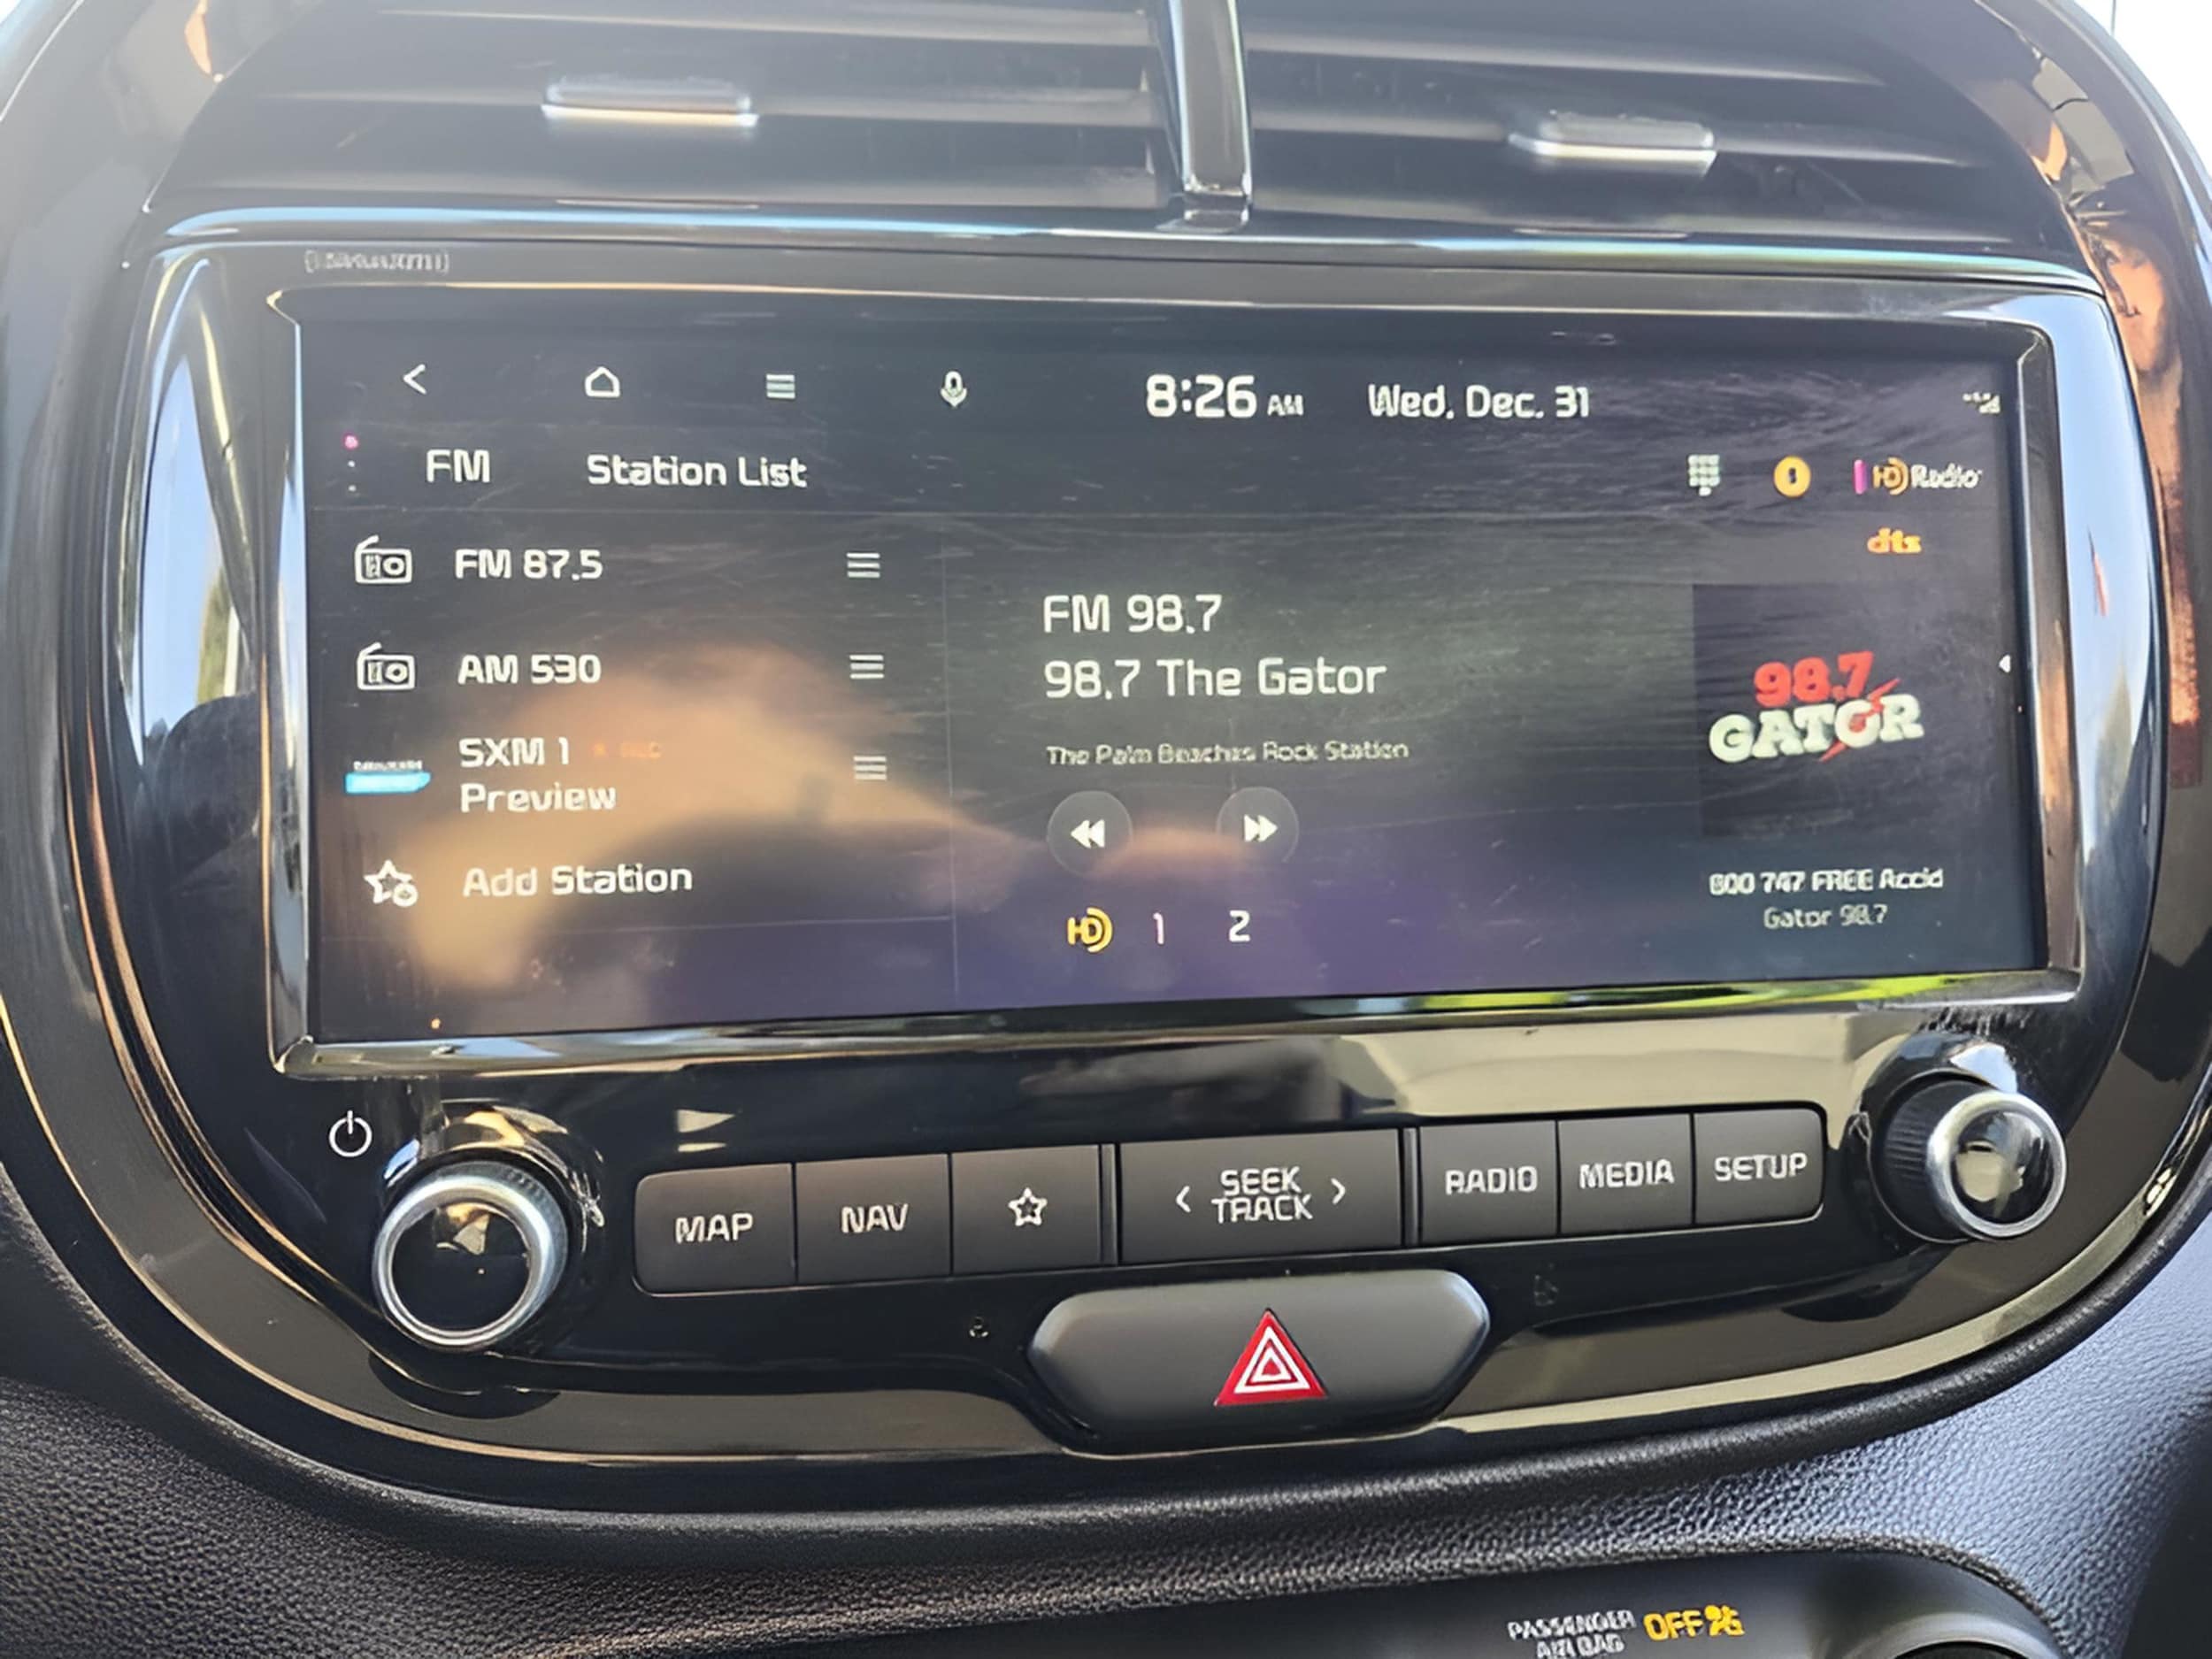 (SiriusXM)
8:26 AM Wed. Dec. 31
FM Station List
HD Radio
dts
FM 87.5
AM 530
SXM 1
Preview
Add Station
FM 98.7
98.7 The Gator
The Palm Beaches Rock Station
HD 1 2
98.7
GATOR
800 747 FREE Accid
Gator 98.7
MAP
NAV
SEEK
TRACK
RADIO
MEDIA
SETUP
PASSENGER
AIRBAG
OFF